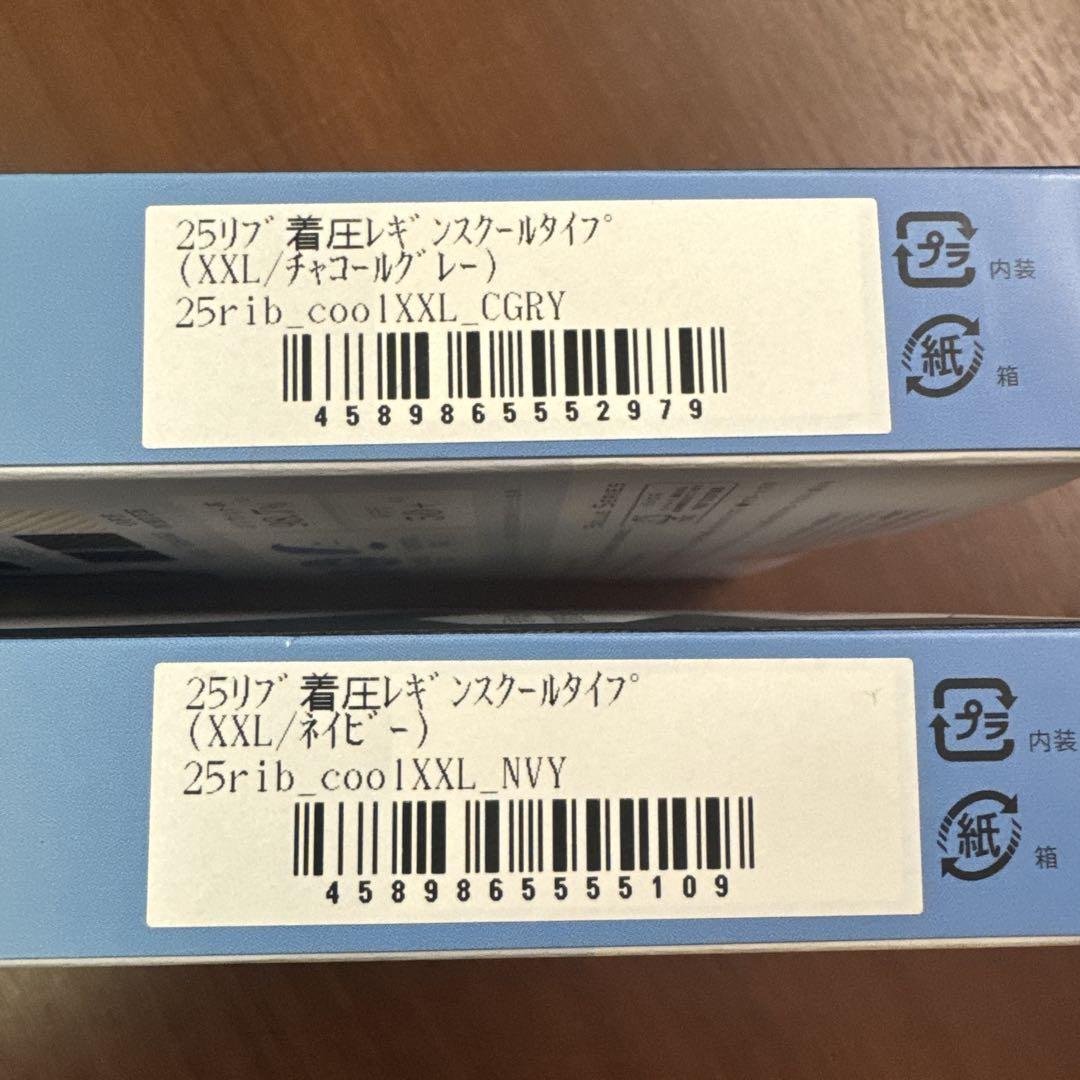 25リブ着圧レギンスクールタイプ
(XXL/チャコールグレー)
25rib_coolXXL_CGRY
4589865552979
プラ
内装
紙
箱
25リブ着圧レギンスクールタイプ
(XXL/ネイビー)
25rib_coolXXL_NVY
4589865555109
プラ
内装
紙
箱